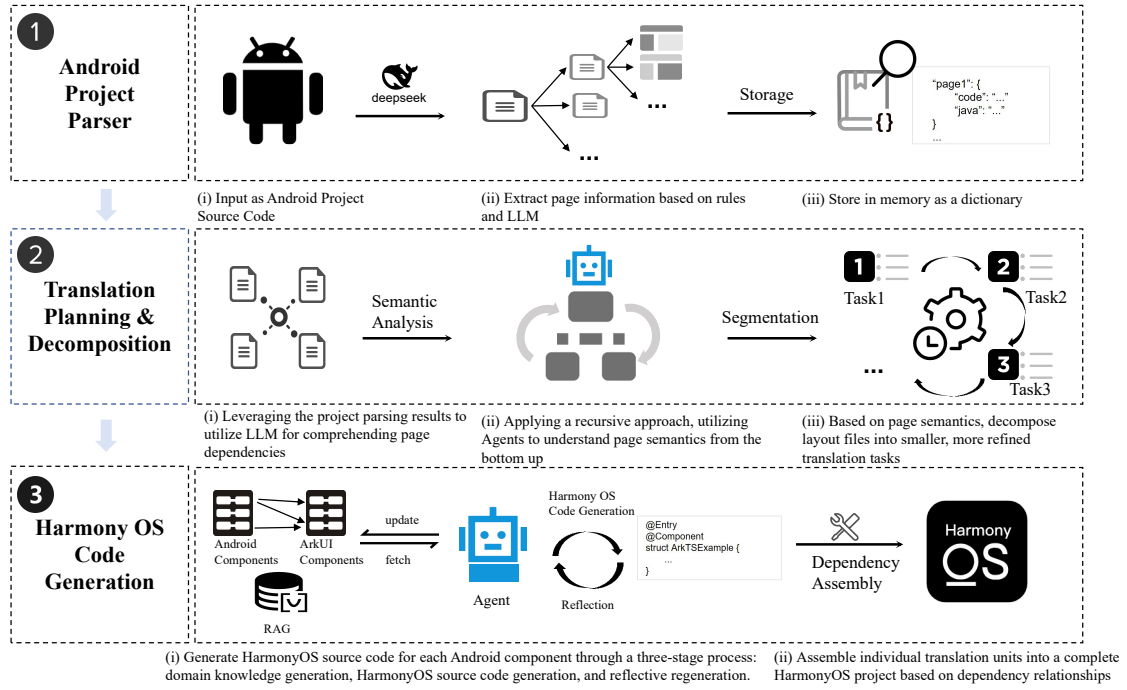 1
Android
Project
Parser
deepseek
...
...
Storage
{}
“page1”: {
“code”: “...”
“java”: “...”
}
...
(i) Input as Android Project
Source Code
(ii) Extract page information based on rules
and LLM
(iii) Store in memory as a dictionary
2
Translation
Planning &
Decomposition
Semantic
Analysis
Segmentation
1
Task1
2
Task2
3
Task3
...
(i) Leveraging the project parsing results to
utilize LLM for comprehending page
dependencies
(ii) Applying a recursive approach, utilizing
Agents to understand page semantics from the
bottom up
(iii) Based on page semantics, decompose
layout files into smaller, more refined
translation tasks
3
Harmony OS
Code
Generation
Android
Components
ArkUI
Components
RAG
update
fetch
Agent
Harmony OS
Code Generation
Reflection
@Entry
@Component
struct ArkTSExample {
...
}
Dependency
Assembly
Harmony
OS
(i) Generate HarmonyOS source code for each Android component through a three-stage process:
domain knowledge generation, HarmonyOS source code generation, and reflective regeneration.
(ii) Assemble individual translation units into a complete
HarmonyOS project based on dependency relationships